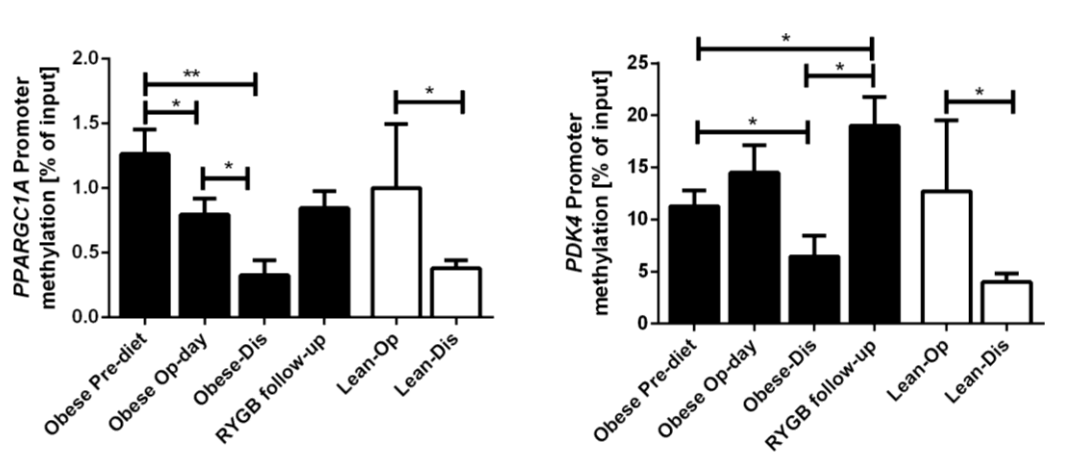 PPARGC1A Promoter
methylation [% of input]
2.0
1.5
1.0
0.5
0.0
**
*
*
*
Obese Pre-diet
Obese Op-day
Obese-Dis
RYGB follow-up
Lean-Op
Lean-Dis
PDK4 Promoter
methylation [% of input]
25
20
15
10
5
0
*
*
*
*
Obese Pre-diet
Obese Op-day
Obese-Dis
RYGB follow-up
Lean-Op
Lean-Dis